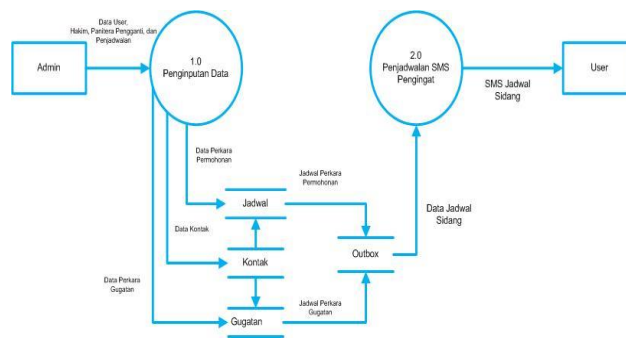 Data User,
Hakim, Panitera Pengganti, dan
Penjadwalan
Admin
1.0
Penginputan Data
2.0
Penjadwalan SMS
Pengingat
User
SMS Jadwal
Sidang
Data Perkara
Permohonan
Jadwal Perkara
Permohonan
Jadwal
Data Kontak
Data Jadwal
Sidang
Kontak
Outbox
Data Perkara
Gugatan
Jadwal Perkara
Gugatan
Gugatan